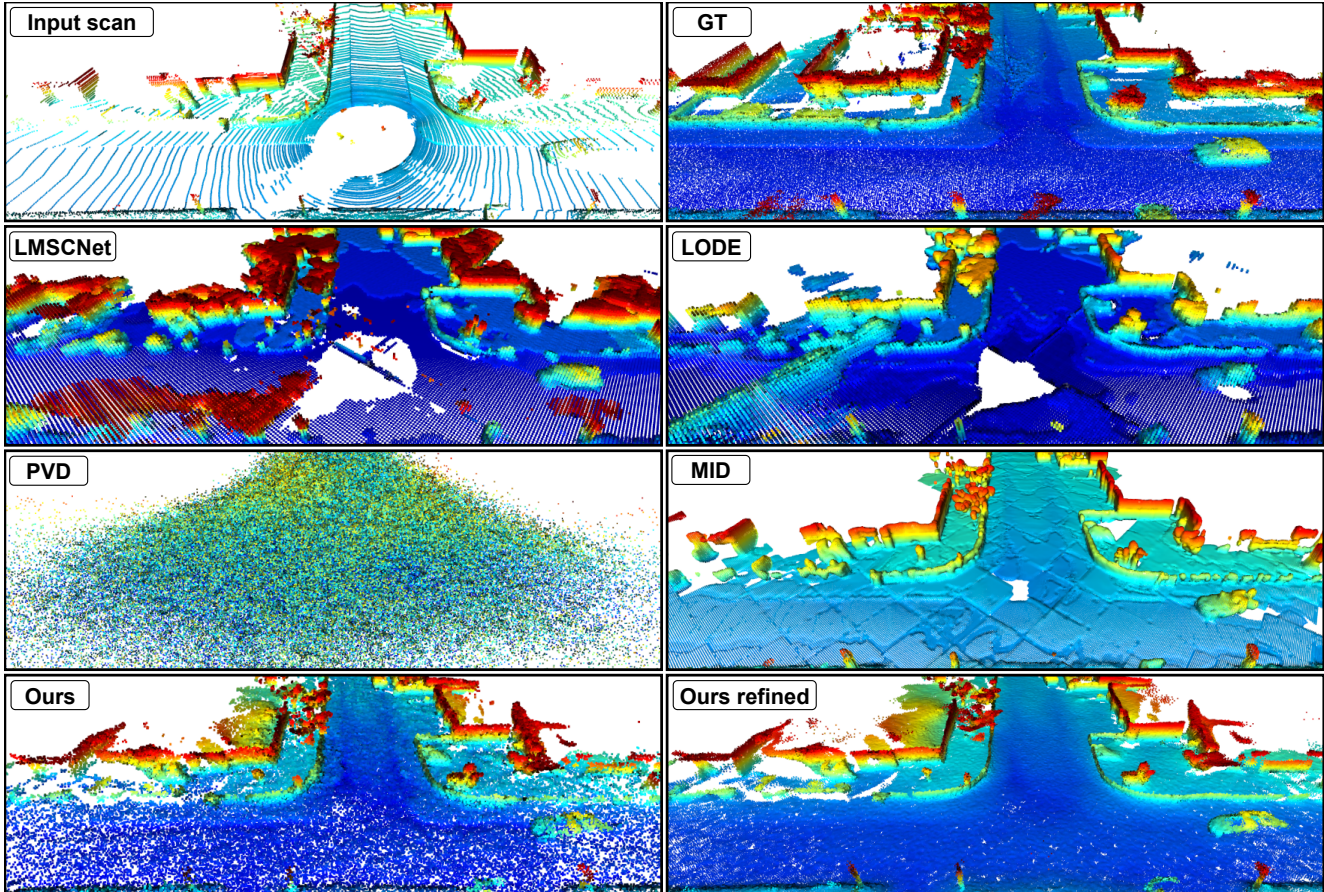 Input scan
GT
LMSCNet
LODE
PVD
MID
Ours
Ours refined